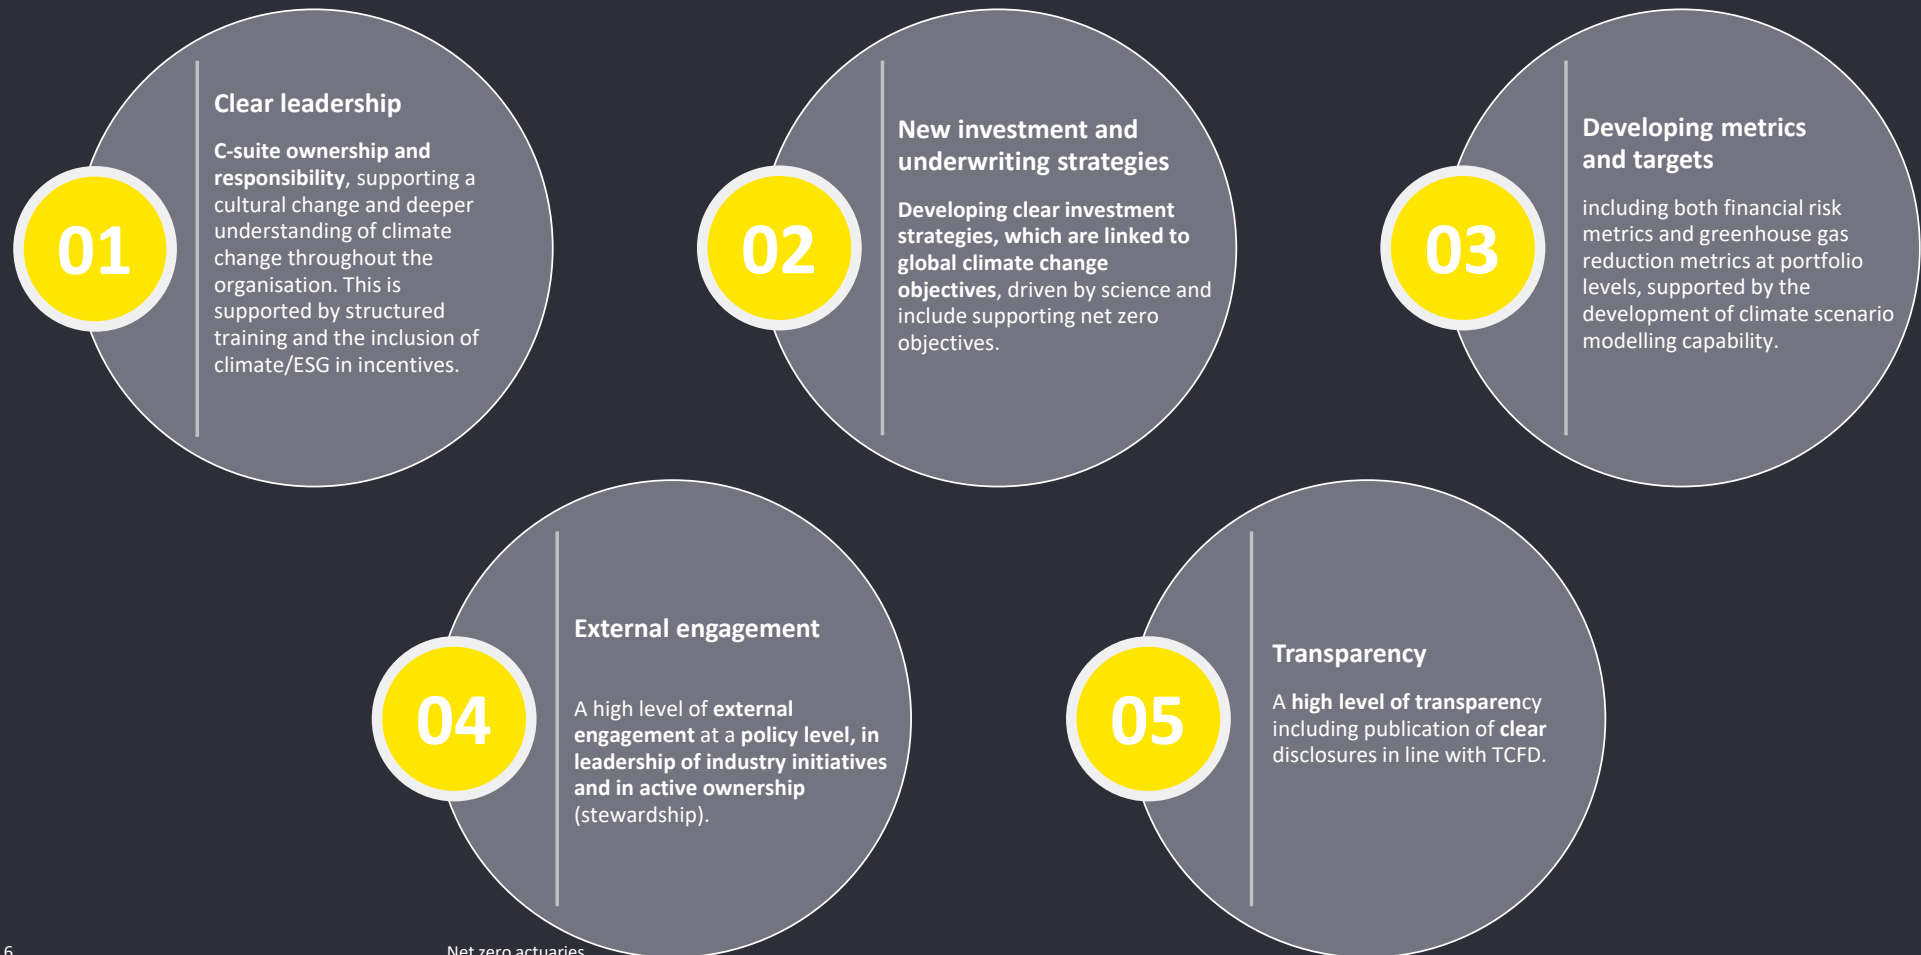 01
Clear leadership
C-suite ownership and
responsibility, supporting a
cultural change and deeper
understanding of climate
change throughout the
organisation. This is
supported by structured
training and the inclusion of
climate/ESG in incentives.
02
New investment and
underwriting strategies
Developing clear investment
strategies, which are linked to
global climate change
objectives, driven by science and
include supporting net zero
objectives.
03
Developing metrics
and targets
including both financial risk
metrics and greenhouse gas
reduction metrics at portfolio
levels, supported by the
development of climate scenario
modelling capability.
04
External engagement
A high level of external
engagement at a policy level, in
leadership of industry initiatives
and in active ownership
(stewardship).
05
Transparency
A high level of transparency
including publication of clear
disclosures in line with TCFD.
6
Net zero actuaries